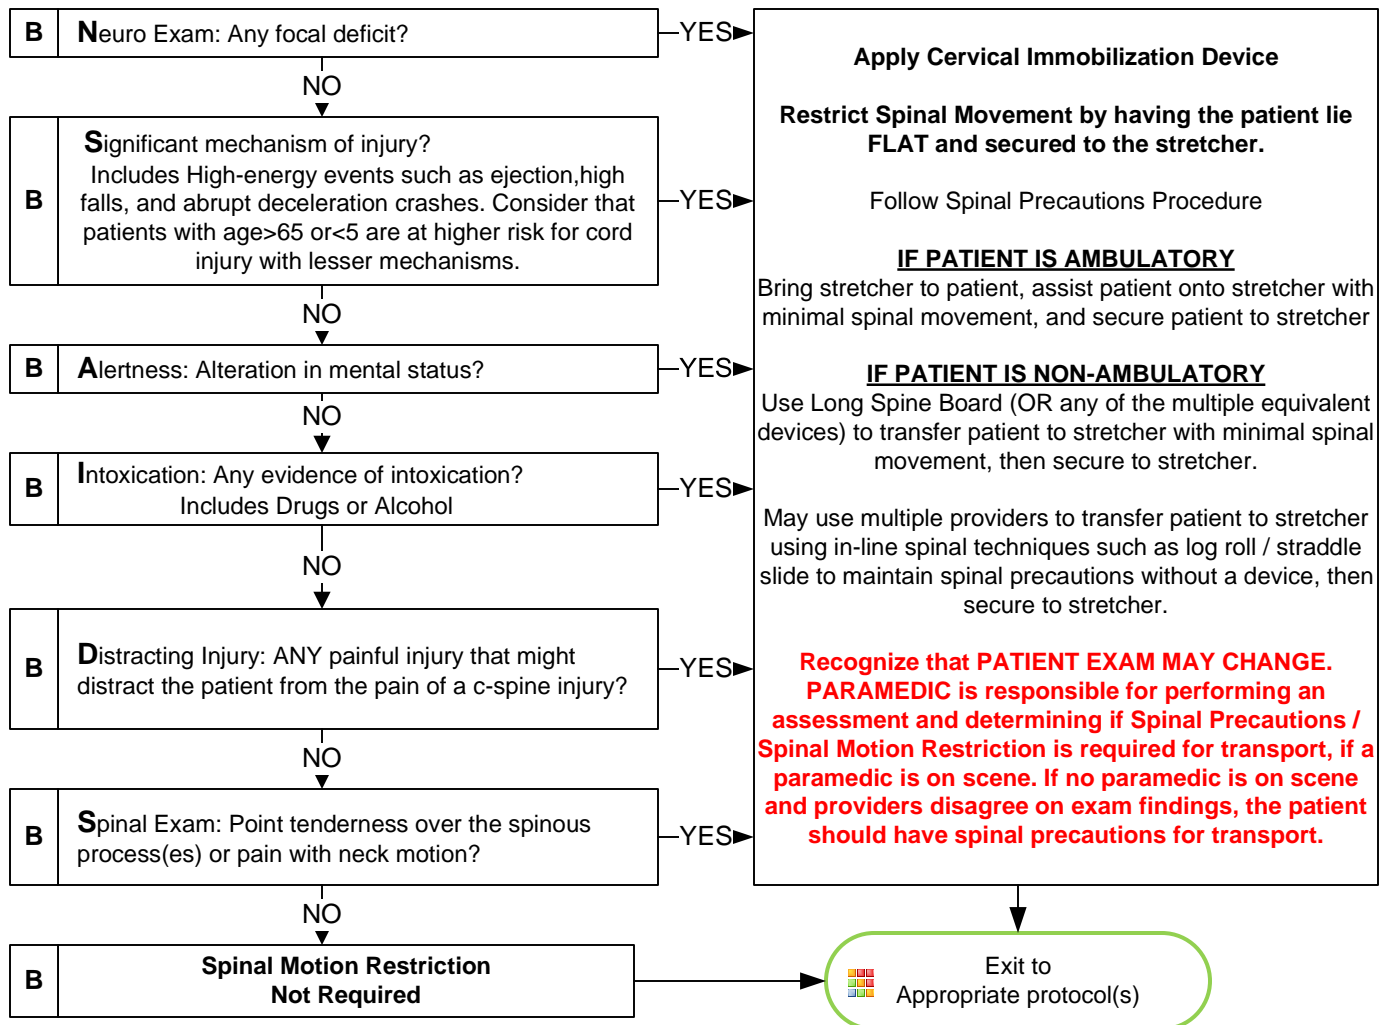 B
Neuro Exam: Any focal deficit?
YES
NO
B
Significant mechanism of injury?
Includes High-energy events such as ejection,high
falls, and abrupt deceleration crashes. Consider that
patients with age>65 or<5 are at higher risk for cord
injury with lesser mechanisms.
YES
NO
B
Alertness: Alteration in mental status?
YES
NO
B
Intoxication: Any evidence of intoxication?
Includes Drugs or Alcohol
YES
NO
B
Distracting Injury: ANY painful injury that might
distract the patient from the pain of a c-spine injury?
YES
NO
B
Spinal Exam: Point tenderness over the spinous
process(es) or pain with neck motion?
YES
NO
B
Spinal Motion Restriction
Not Required
Apply Cervical Immobilization Device
Restrict Spinal Movement by having the patient lie
FLAT and secured to the stretcher.
Follow Spinal Precautions Procedure
IF PATIENT IS AMBULATORY
Bring stretcher to patient, assist patient onto stretcher with
minimal spinal movement, and secure patient to stretcher
IF PATIENT IS NON-AMBULATORY
Use Long Spine Board (OR any of the multiple equivalent
devices) to transfer patient to stretcher with minimal spinal
movement, then secure to stretcher.
May use multiple providers to transfer patient to stretcher
using in-line spinal techniques such as log roll / straddle
slide to maintain spinal precautions without a device, then
secure to stretcher.
Recognize that PATIENT EXAM MAY CHANGE.
PARAMEDIC is responsible for performing an
assessment and determining if Spinal Precautions /
Spinal Motion Restriction is required for transport, if a
paramedic is on scene. If no paramedic is on scene
and providers disagree on exam findings, the patient
should have spinal precautions for transport.
Exit to
Appropriate protocol(s)